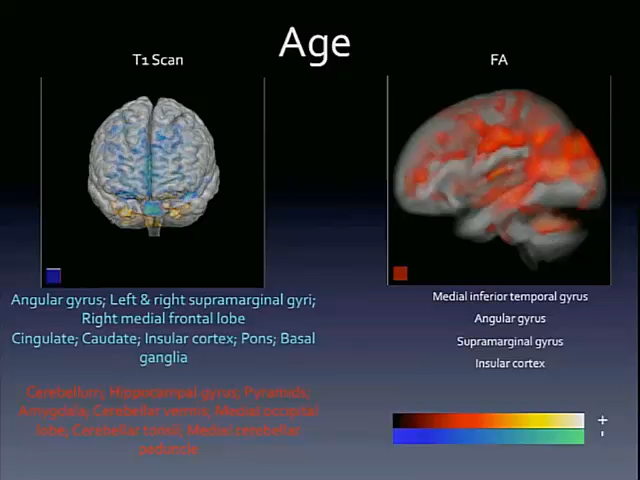 Age
T1 Scan
FA
Angular gyrus; Left & right supramarginal gyri;
Right medial frontal lobe
Cingulate; Caudate; Insular cortex; Pons; Basal
ganglia
Cerebellum; Hippocampal gyrus; Pyramids;
Amygdala; Cerebellar vermis; Medial occipital
lobe; Cerebellar tonsil; Medial cerebellar
peduncle
Medial inferior temporal gyrus
Angular gyrus
Supramarginal gyrus
Insular cortex
+
-